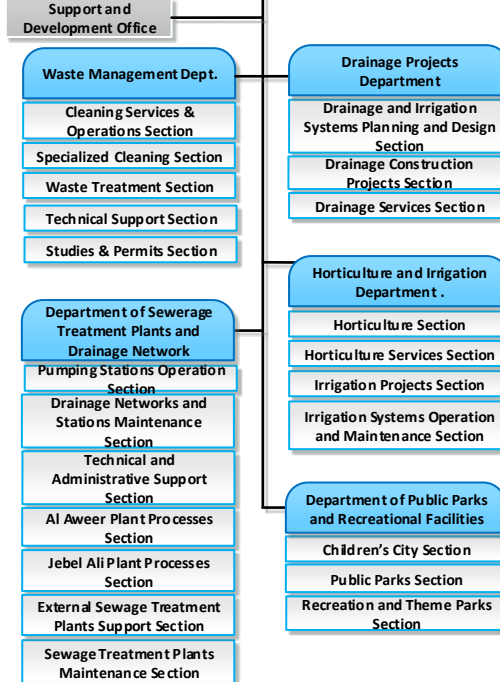 Support and
Development Office
Waste Management Dept.
Cleaning Services &
Operations Section
Specialized Cleaning Section
Waste Treatment Section
Technical Support Section
Studies & Permits Section
Department of Sewerage
Treatment Plants and
Drainage Network
Pumping Stations Operation
Section
Drainage Networks and
Stations Maintenance
Section
Technical and
Administrative Support
Section
Al Aweer Plant Processes
Section
Jebel Ali Plant Processes
Section
External Sewage Treatment
Plants Support Section
Sewage Treatment Plants
Maintenance Section
Drainage Projects
Department
Drainage and Irrigation
Systems Planning and Design
Section
Drainage Construction
Projects Section
Drainage Services Section
Horticulture and Irrigation
Department .
Horticulture Section
Horticulture Services Section
Irrigation Projects Section
Irrigation Systems Operation
and Maintenance Section
Department of Public Parks
and Recreational Facilities
Children's City Section
Public Parks Section
Recreation and Theme Parks
Section